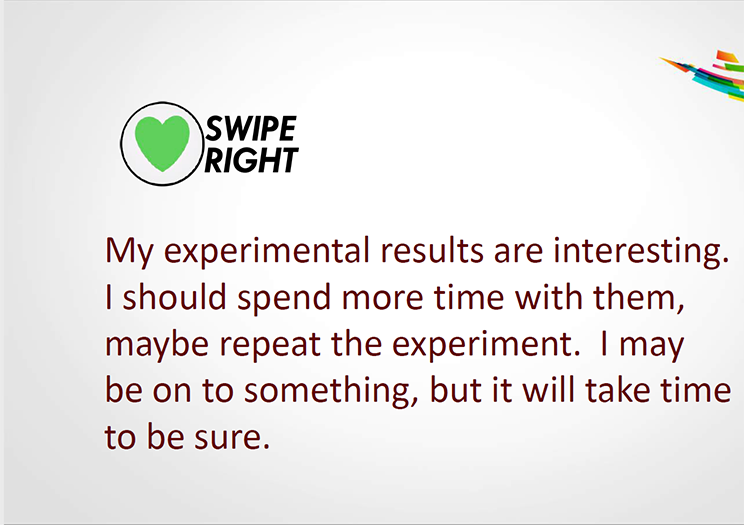 SWIPE
RIGHT
My experimental results are interesting.
I should spend more time with them,
maybe repeat the experiment.  I may
be on to something, but it will take time
to be sure.